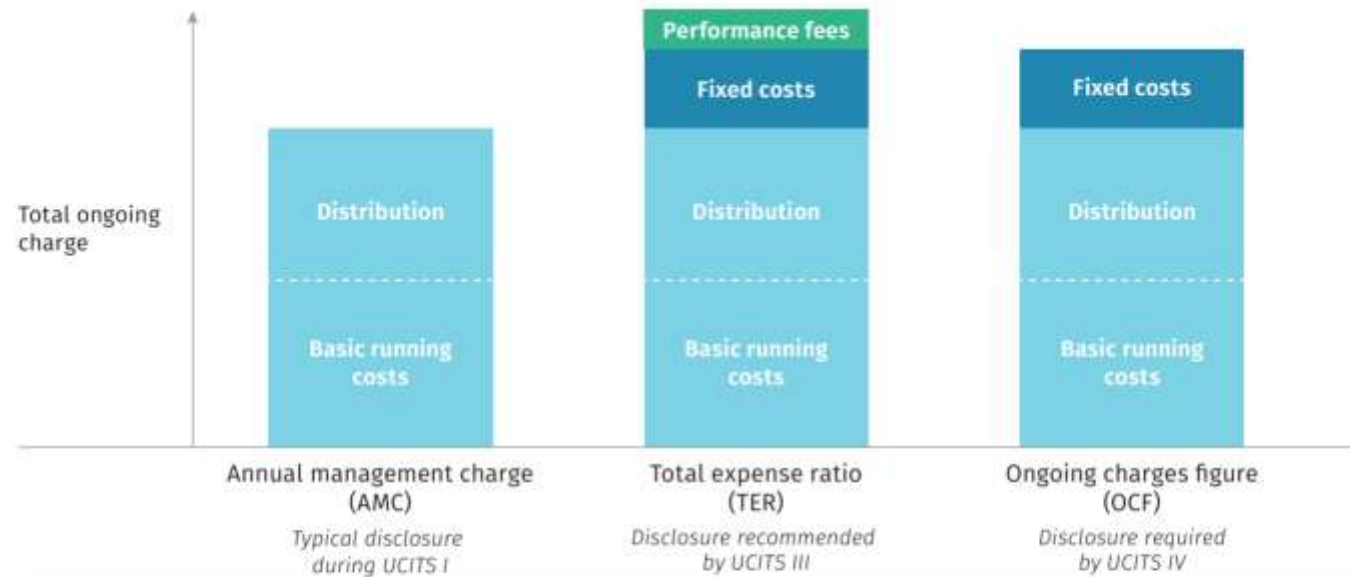 Performance fees
Fixed costs
Fixed costs
Distribution
Distribution
Distribution
Total ongoing
charge
Basic running
costs
Basic running
costs
Basic running
costs
Annual management charge
(AMC)
Typical disclosure
during UCITS I
Total expense ratio
(TER)
Disclosure recommended
by UCITS III
Ongoing charges figure
(OCF)
Disclosure required
by UCITS IV